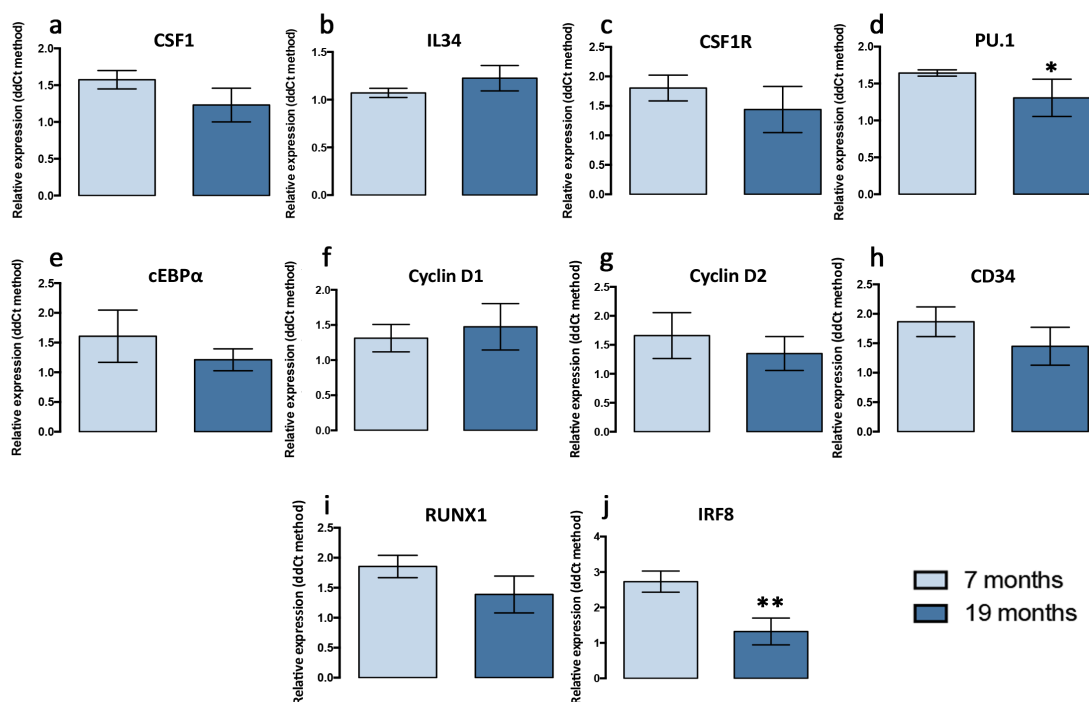 a
CSF1
Relative expression (ddCt method)
2.0
1.5
1.0
0.5
0.0
b
IL34
Relative expression (ddCt method)
1.5
1.0
0.5
0.0
c
CSF1R
Relative expression (ddCt method)
2.5
2.0
1.5
1.0
0.5
0.0
d
PU.1
Relative expression (ddCt method)
2.0
1.5
1.0
0.5
0.0
*
e
cEBPα
Relative expression (ddCt method)
2.5
2.0
1.5
1.0
0.5
0.0
f
Cyclin D1
Relative expression (ddCt method)
2.0
1.5
1.0
0.5
0.0
g
Cyclin D2
Relative expression (ddCt method)
2.5
2.0
1.5
1.0
0.5
0.0
h
CD34
Relative expression (ddCt method)
2.5
2.0
1.5
1.0
0.5
0.0
i
RUNX1
Relative expression (ddCt method)
2.5
2.0
1.5
1.0
0.5
0.0
j
IRF8
Relative expression (ddCt method)
4
3
2
1
0
**
7 months
19 months